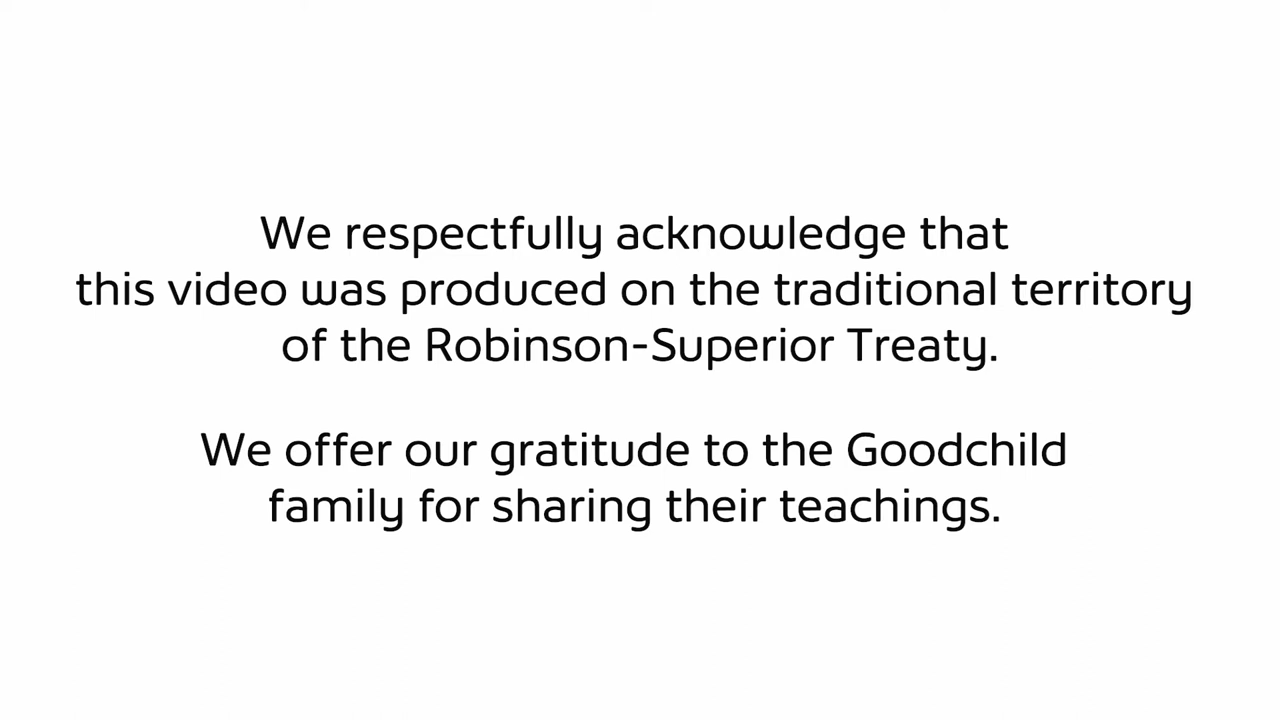 We respectfully acknowledge that
this video was produced on the traditional territory
of the Robinson-Superior Treaty.
We offer our gratitude to the Goodchild
family for sharing their teachings.